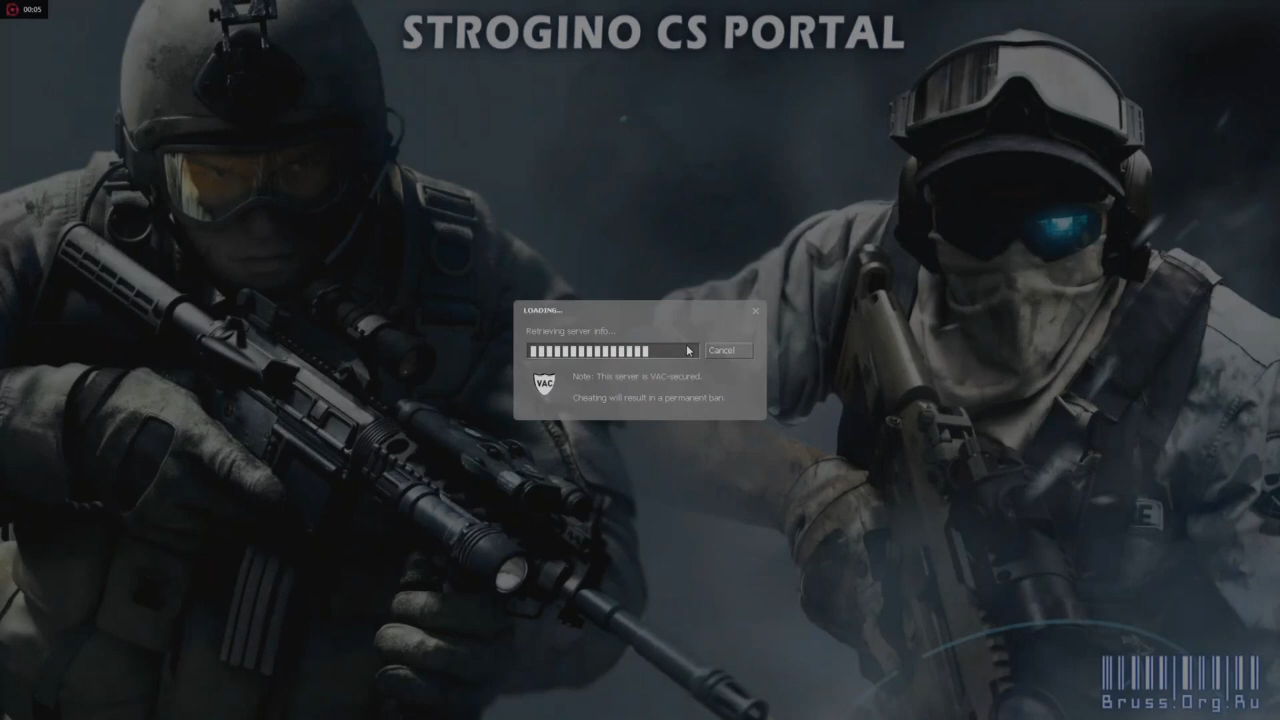 00:05
STROGINO CS PORTAL
LOADING...
Retrieving server info...
Cancel
VAC
Note: This server is VAC-secured.
Cheating will result in a permanent ban.
E
Bruss.Org.Ru